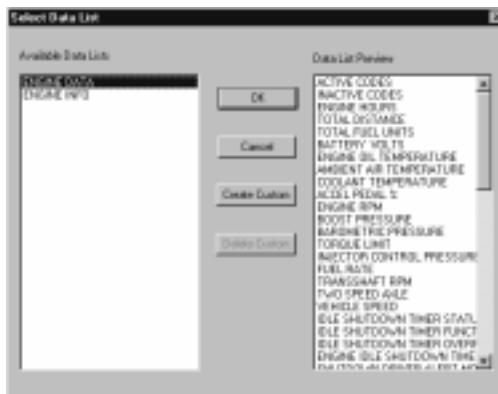 Select Data List
Available Data Lists
ENGINE DATA
ENGINE INFO
OK
Cancel
Create Custom
Delete Custom
Data List Preview
ACTIVE CODES
INACTIVE CODES
ENGINE HOURS
TOTAL DISTANCE
TOTAL FUEL UNITS
BATTERY VOLTS
ENGINE OIL TEMPERATURE
AMBIENT AIR TEMPERATURE
COOLANT TEMPERATURE
ACCEL PEDAL %
ENGINE RPM
BOOST PRESSURE
BAROMETRIC PRESSURE
TORQUE LIMIT
INJECTOR CONTROL PRESSURE
FUEL RATE
TRANSSHAFT RPM
TWO SPEED AXLE
VEHICLE SPEED
IDLE SHUTDOWN TIMER STATU
IDLE SHUTDOWN TIMER FUNCT
IDLE SHUTDOWN TIMER OVERR
ENGINE IDLE SHUTDOWN TIME
SHUTDOWN DRIVER ALERT